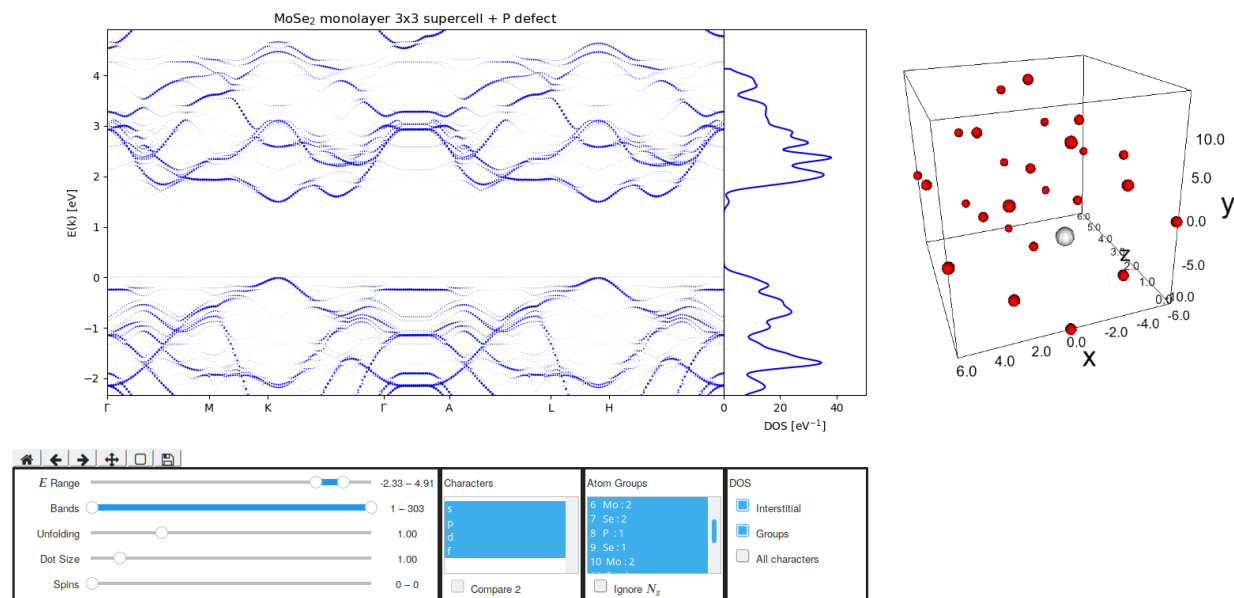 MoSe₂ monolayer 3x3 supercell + P defect
E(k) [eV]
4
3
2
1
0
−1
−2
Γ M K Γ A L H
0 20 40
DOS [eV⁻¹]
10.0
5.0
0.0
-5.0
y
6.0
5.0
4.0
3.0
2.0
1.0
0.0
z
-10.0
-6.0
-4.0
-2.0
0.0
2.0
4.0
6.0
x
E Range -2.33 – 4.91
Bands 1 – 303
Unfolding 1.00
Dot Size 1.00
Spins 0 – 0
Characters
s
p
d
f
Compare 2
Atom Groups
6 Mo : 2
7 Se : 2
8 P : 1
9 Se : 1
10 Mo : 2
Ignore N_g
DOS
Interstitial
Groups
All characters